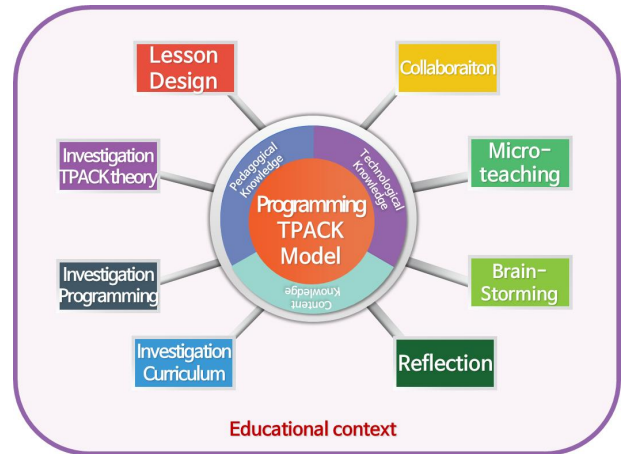 Lesson
Design
Collaboraiton
Investigation
TPACK theory
Micro-
teaching
Pedagogical
Knowledge
Technological
Knowledge
Programming
TPACK
Model
Content
Knowledge
Investigation
Programming
Brain-
Storming
Investigation
Curriculum
Reflection
Educational context